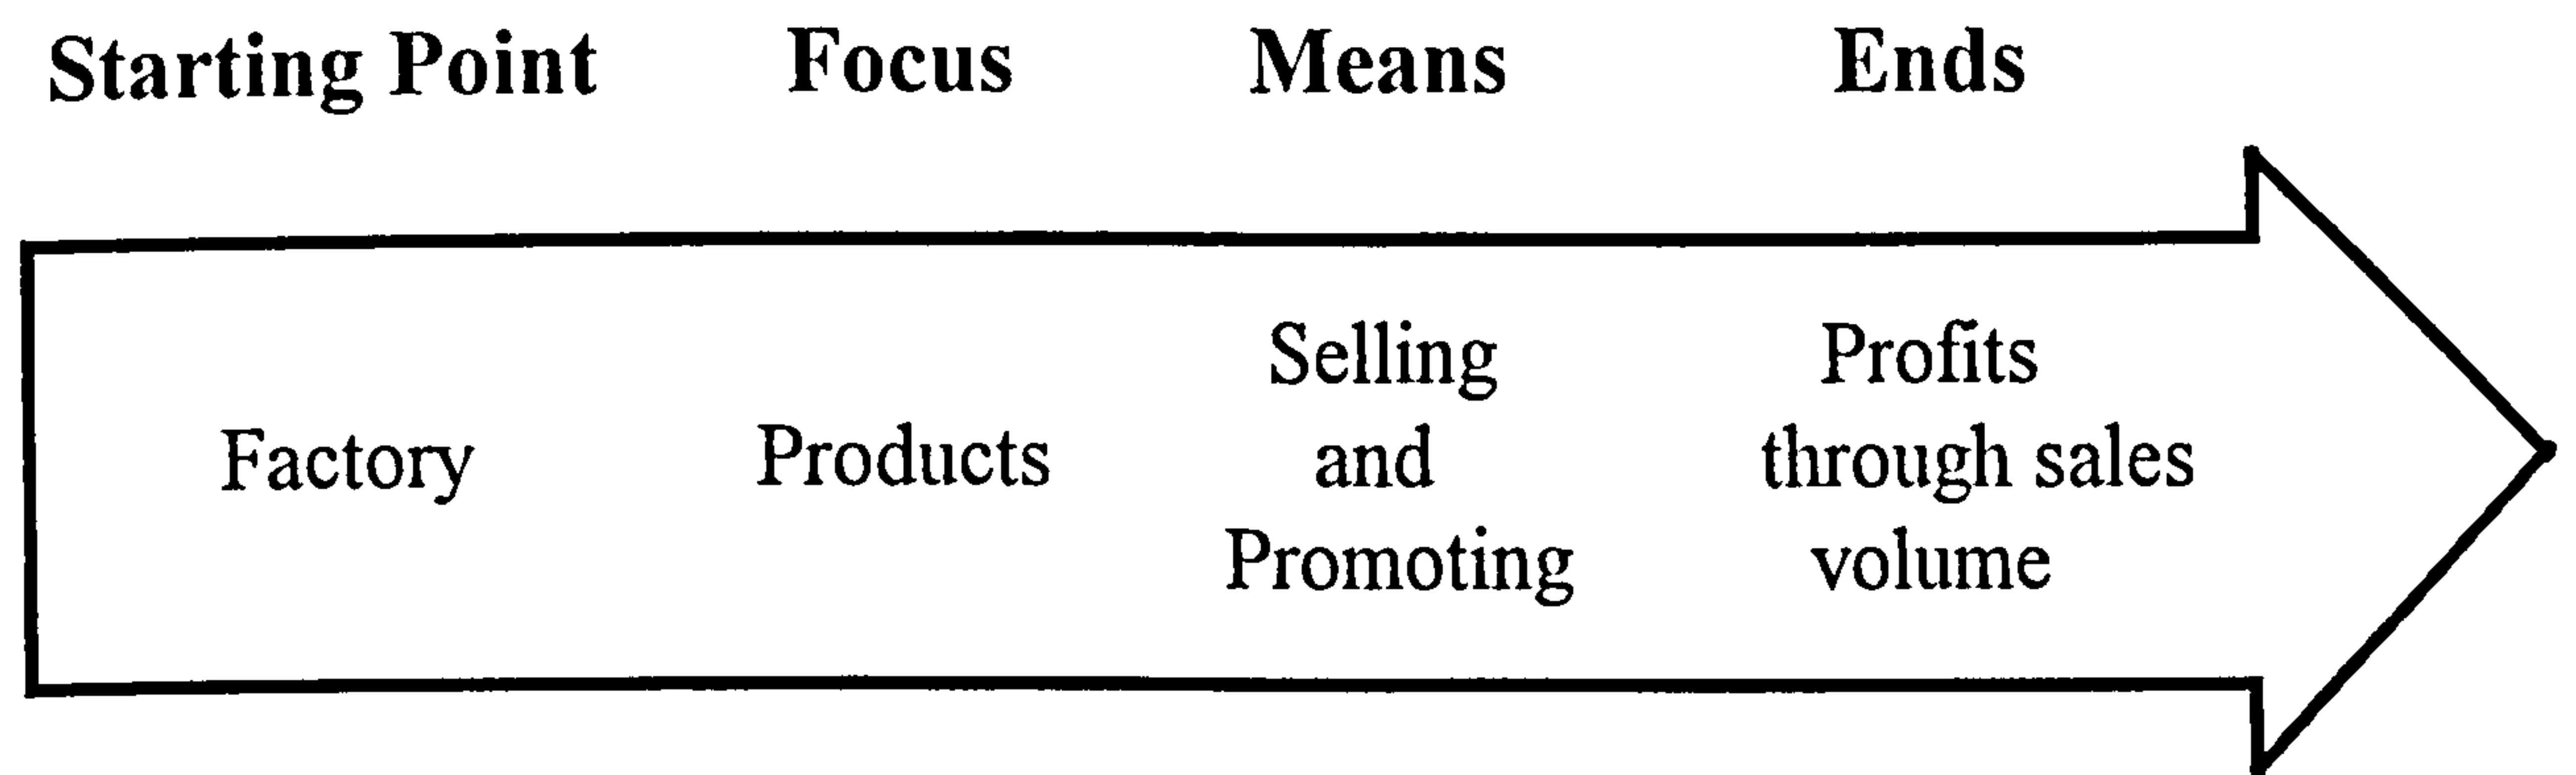 Starting Point Focus Means Ends
Factory
Products
Selling
and
Promoting
Profits
through sales
volume